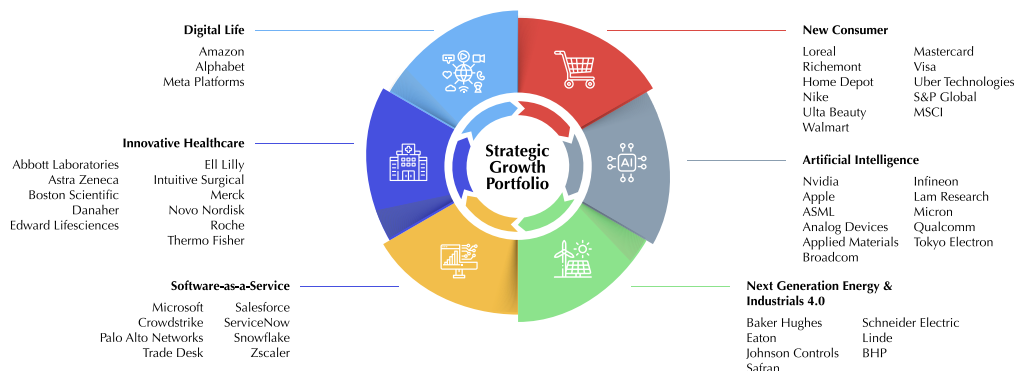 Digital Life
Amazon
Alphabet
Meta Platforms
Innovative Healthcare
Abbott Laboratories
Astra Zeneca
Boston Scientific
Danaher
Edward Lifesciences
Ell Lilly
Intuitive Surgical
Merck
Novo Nordisk
Roche
Thermo Fisher
Software-as-a-Service
Microsoft
Crowdstrike
Palo Alto Networks
Trade Desk
Salesforce
ServiceNow
Snowflake
Zscaler
Strategic
Growth
Portfolio
AI
New Consumer
Loreal
Richemont
Home Depot
Nike
Ulta Beauty
Walmart
Mastercard
Visa
Uber Technologies
S&P Global
MSCI
Artificial Intelligence
Nvidia
Apple
ASML
Analog Devices
Applied Materials
Broadcom
Infineon
Lam Research
Micron
Qualcomm
Tokyo Electron
Next Generation Energy &
Industrials 4.0
Baker Hughes
Eaton
Johnson Controls
Safran
Schneider Electric
Linde
BHP